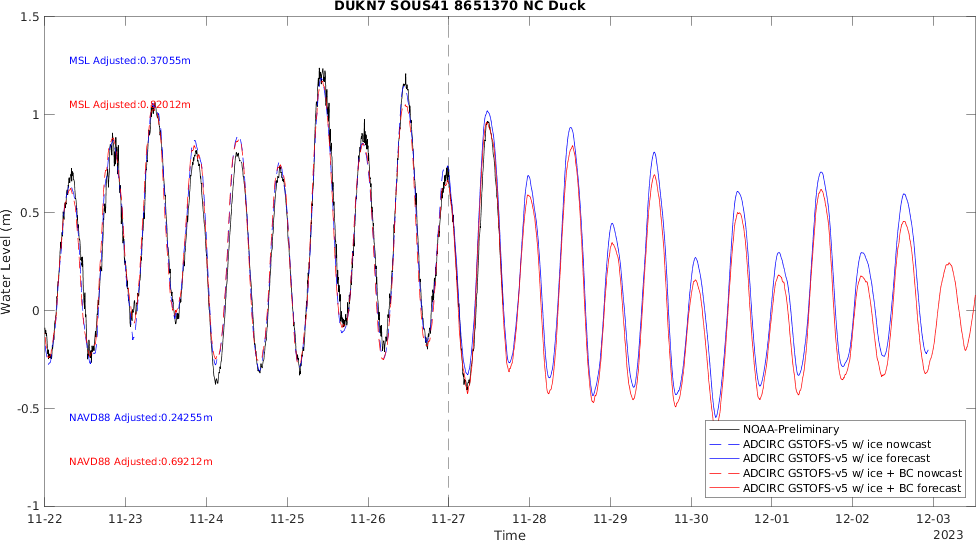 DUKN7 SOUS41 8651370 NC Duck
1.5
1
0.5
0
-0.5
-1
Water Level (m)
MSL Adjusted:0.37055m
MSL Adjusted:0.82012m
NAVD88 Adjusted:0.24255m
NAVD88 Adjusted:0.69212m
NOAA-Preliminary
ADCIRC GSTOFS-v5 w/ ice nowcast
ADCIRC GSTOFS-v5 w/ ice forecast
ADCIRC GSTOFS-v5 w/ ice + BC nowcast
ADCIRC GSTOFS-v5 w/ ice + BC forecast
11-22 11-23 11-24 11-25 11-26 11-27 11-28 11-29 11-30 12-01 12-02 12-03
Time
2023